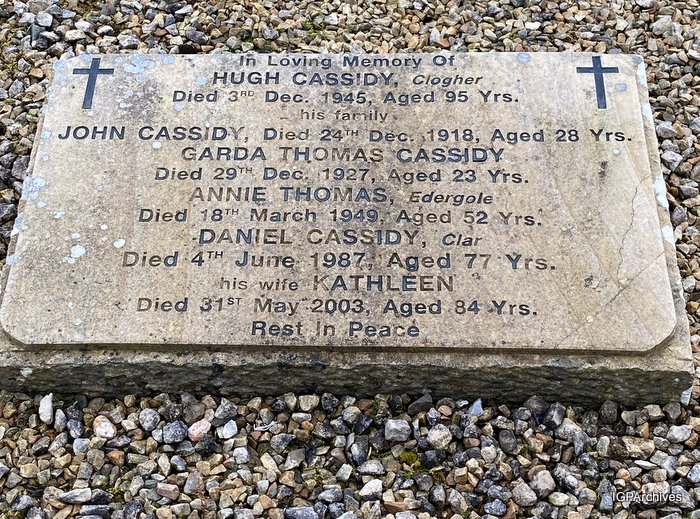 In Loving Memory Of
HUGH CASSIDY, Clogher
Died 3RD Dec. 1945, Aged 95 Yrs.
his family
JOHN CASSIDY, Died 24TH Dec. 1918, Aged 28 Yrs.
GARDA THOMAS CASSIDY
Died 29TH Dec. 1927, Aged 23 Yrs.
ANNIE THOMAS, Edergole
Died 18TH March 1949, Aged 52 Yrs.
DANIEL CASSIDY, Clar
Died 4TH June 1987, Aged 77 Yrs.
his wife KATHLEEN
Died 31ST May 2003, Aged 84 Yrs.
Rest In Peace
IGPArchives